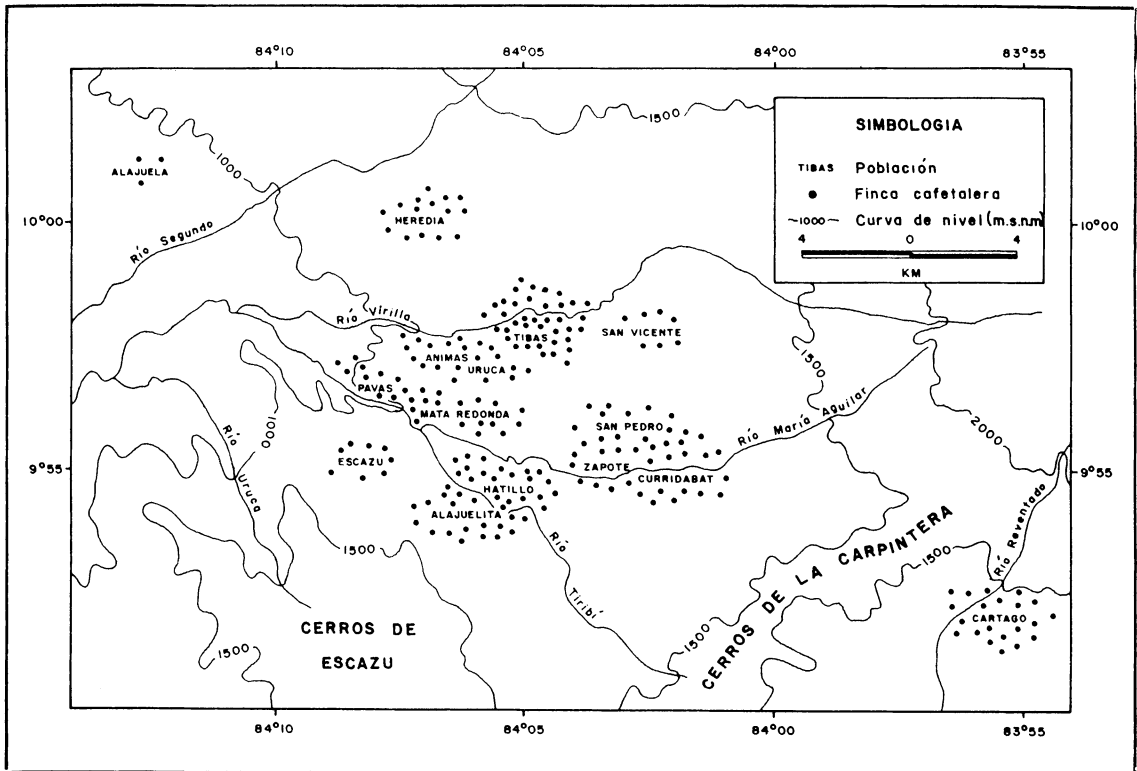 84°10
84°05
84°00
83°55
1500
1000
SIMBOLOGIA
TIBAS Población
● Finca cafetalera
~1000~ Curva de nivel (m.s.n.m)
4 0 4
KM
ALAJUELA
HEREDIA
10°00
10°00
Río Segundo
Río Virilla
TIBAS
SAN VICENTE
ANIMAS
URUCA
1500
PAVAS
MATA REDONDA
SAN PEDRO
Río María Aguilar
2000
1000
Río Uruca
ESCAZU
9°55
9°55
ZAPOTE
CURRIDABAT
HATILLO
ALAJUELITA
Río Tiribí
1500
CERROS DE LA CARPINTERA
1500
Río Reventado
CARTAGO
CERROS DE
ESCAZU
1500
1500
84°10
84°05
84°00
83°55